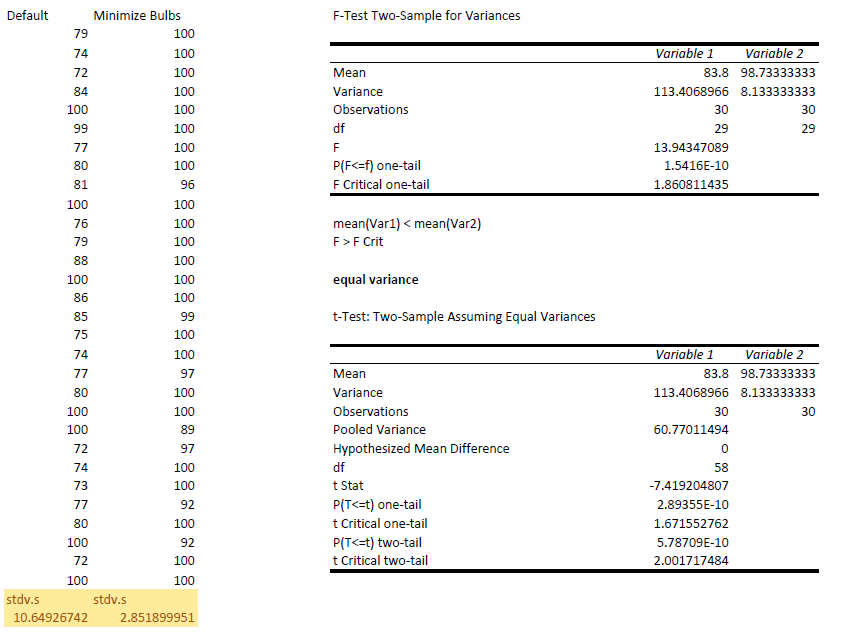 Default Minimize Bulbs F-Test Two-Sample for Variances
79 100
74 100 Variable 1 Variable 2
72 100 Mean 83.8 98.73333333
84 100 Variance 113.4068966 8.133333333
100 100 Observations 30 30
99 100 df 29 29
77 100 F 13.94347089
80 100 P(F<=f) one-tail 1.5416E-10
81 96 F Critical one-tail 1.860811435
100 100
76 100 mean(Var1) < mean(Var2)
79 100 F > F Crit
88 100
100 100 equal variance
86 100
85 99 t-Test: Two-Sample Assuming Equal Variances
75 100
74 100 Variable 1 Variable 2
77 97 Mean 83.8 98.73333333
80 100 Variance 113.4068966 8.133333333
100 100 Observations 30 30
100 89 Pooled Variance 60.77011494
72 97 Hypothesized Mean Difference 0
74 100 df 58
73 100 t Stat -7.419204807
77 92 P(T<=t) one-tail 2.89355E-10
80 100 t Critical one-tail 1.671552762
100 92 P(T<=t) two-tail 5.78709E-10
72 100 t Critical two-tail 2.001717484
100 100
stdv.s stdv.s
10.64926742 2.851899951